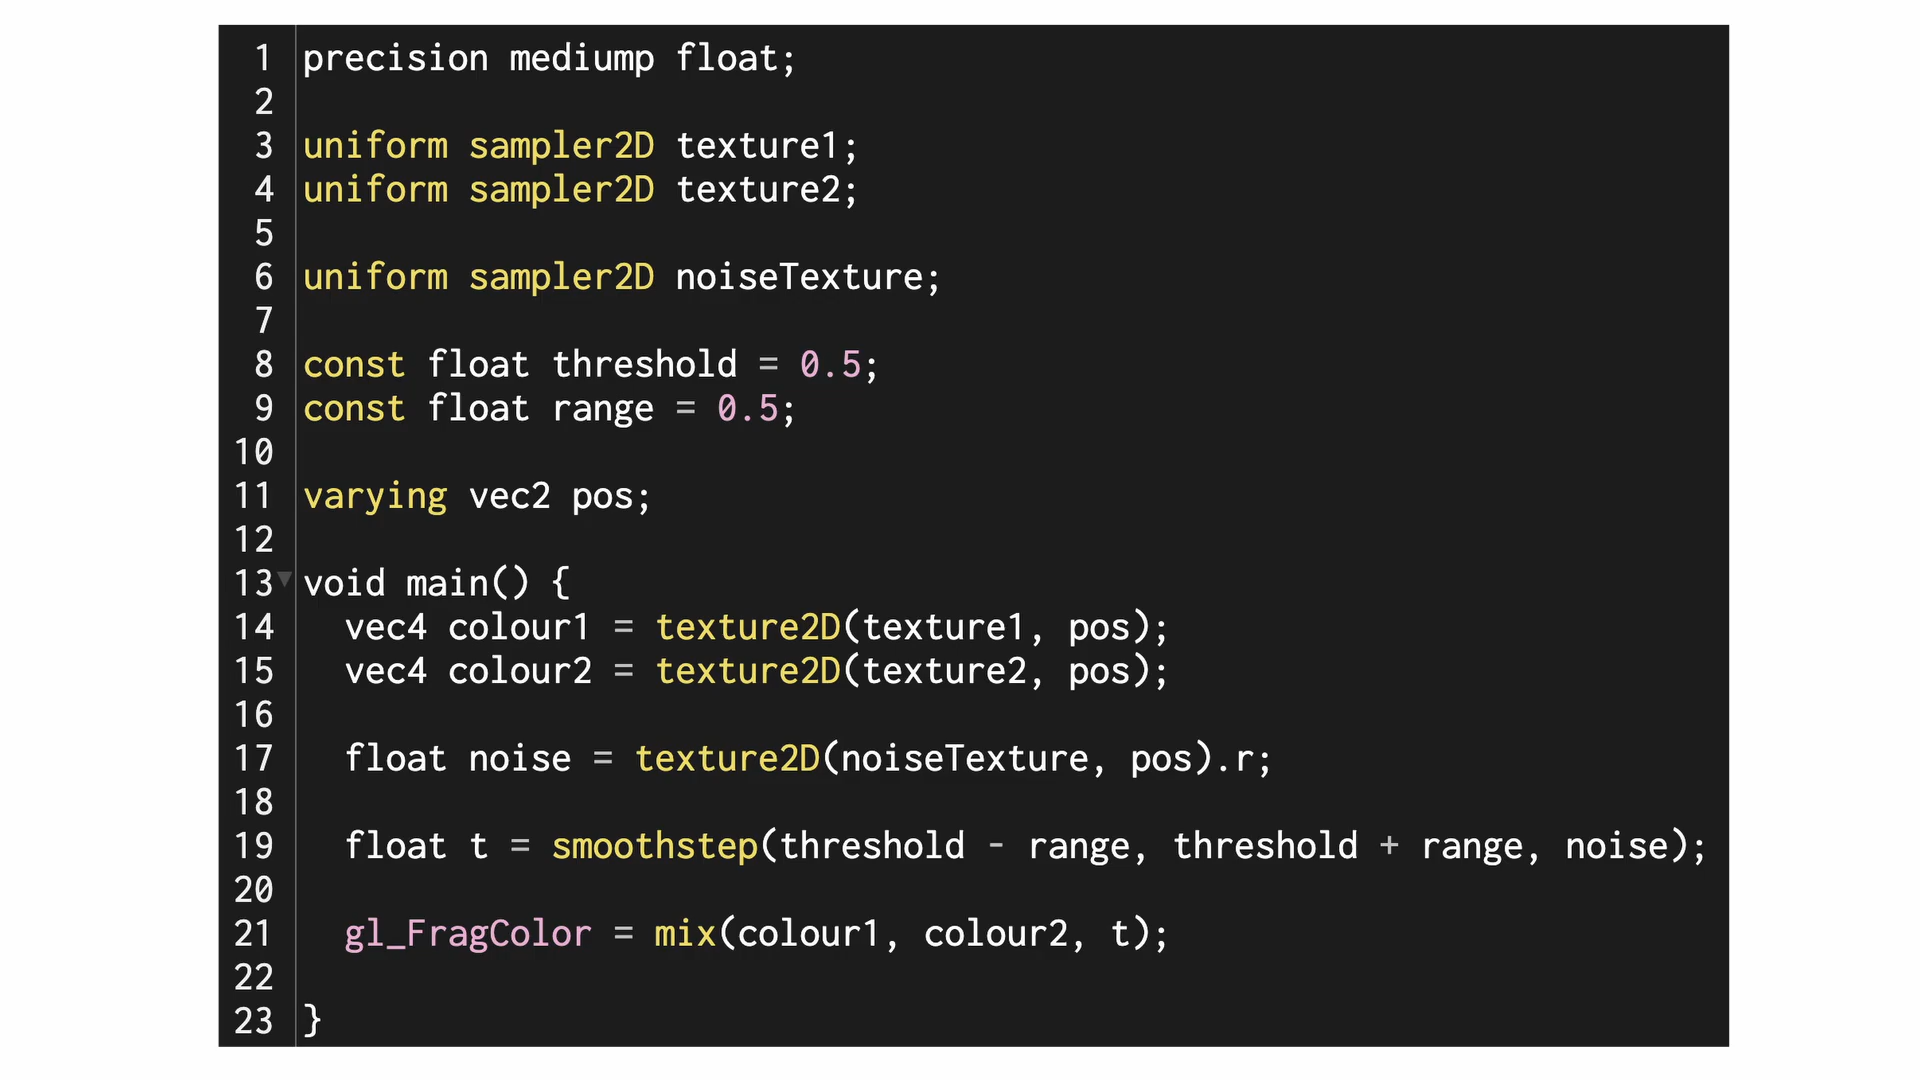 1 precision mediump float;
2
3 uniform sampler2D texture1;
4 uniform sampler2D texture2;
5
6 uniform sampler2D noiseTexture;
7
8 const float threshold = 0.5;
9 const float range = 0.5;
10
11 varying vec2 pos;
12
13 void main() {
14   vec4 colour1 = texture2D(texture1, pos);
15   vec4 colour2 = texture2D(texture2, pos);
16
17   float noise = texture2D(noiseTexture, pos).r;
18
19   float t = smoothstep(threshold - range, threshold + range, noise);
20
21   gl_FragColor = mix(colour1, colour2, t);
22
23 }